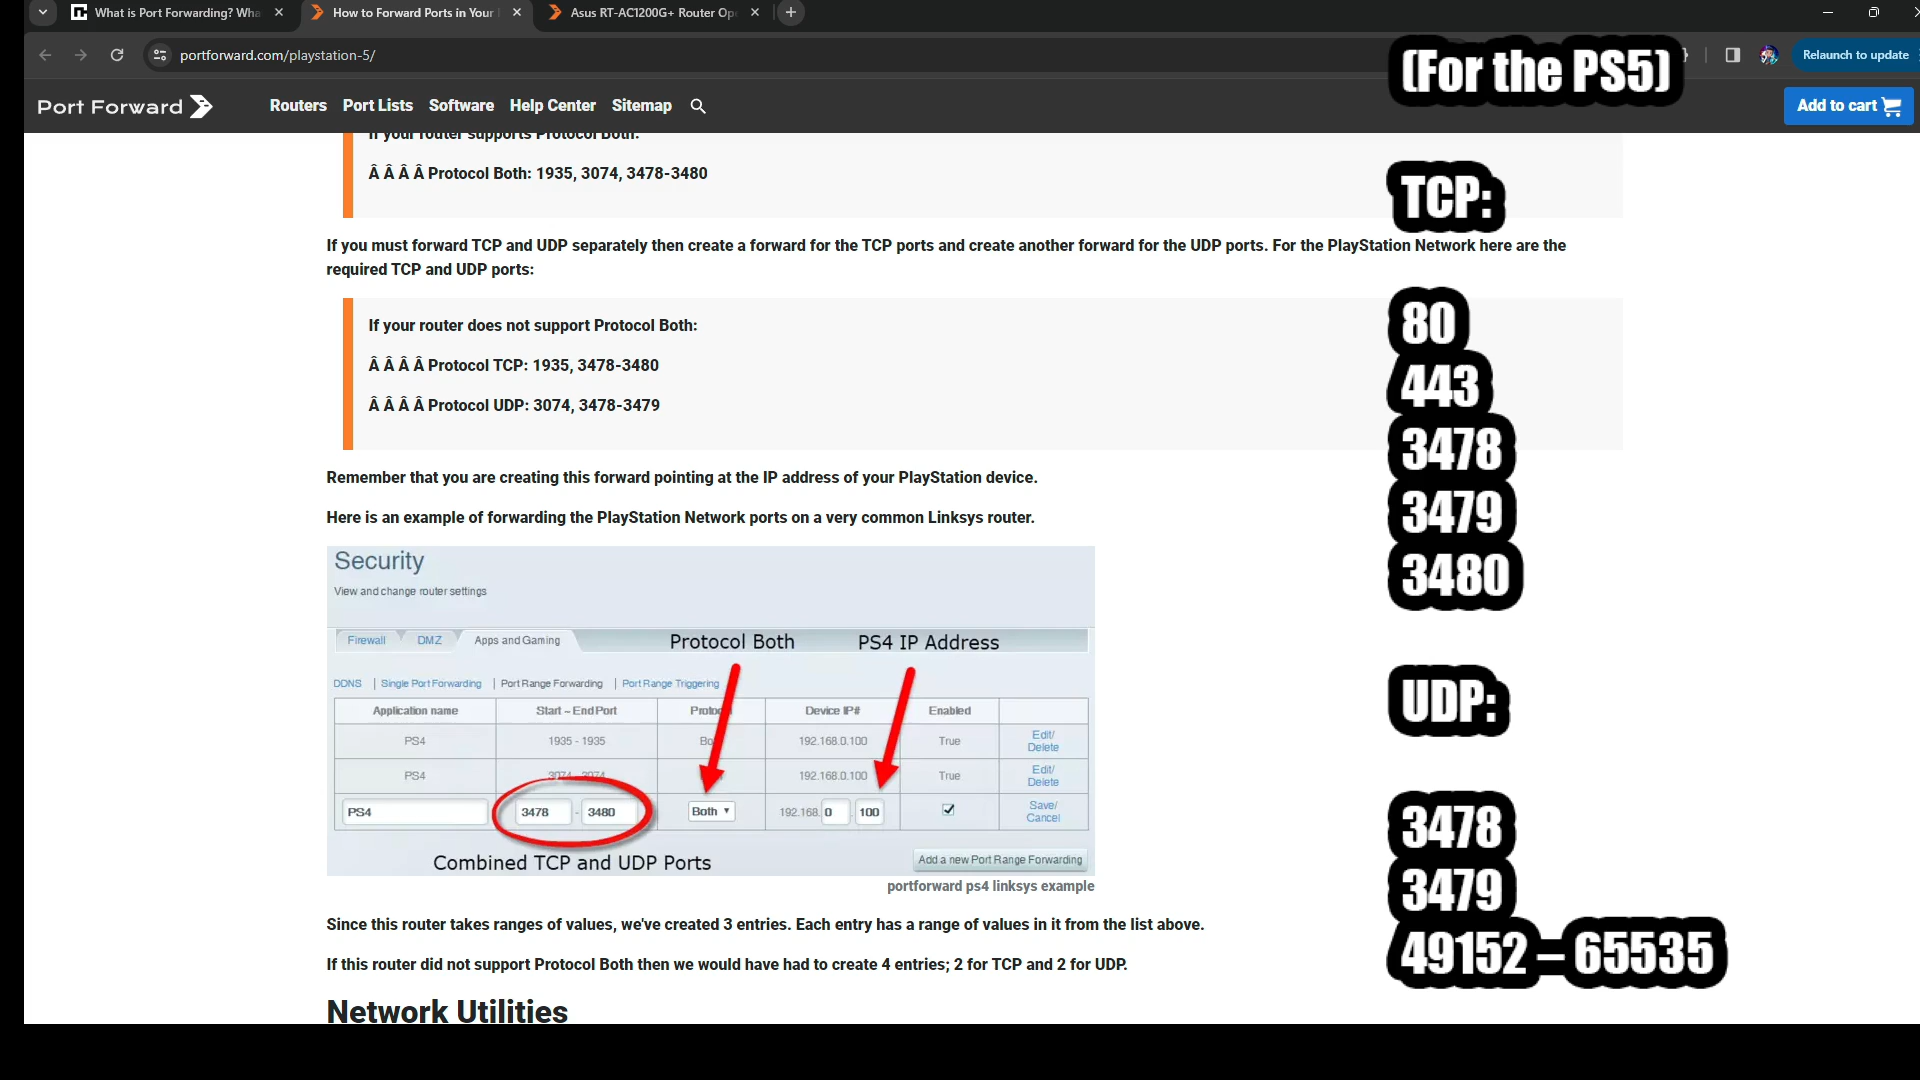 What is Port Forwarding? Wha
How to Forward Ports in Your
Asus RT-AC1200G+ Router Op
portforward.com/playstation-5/
Relaunch to update
(For the PS5)
Port Forward
Routers
Port Lists
Software
Help Center
Sitemap
Add to cart
If your router supports Protocol Both:
Â Â Â Â Protocol Both: 1935, 3074, 3478-3480
If you must forward TCP and UDP separately then create a forward for the TCP ports and create another forward for the UDP ports. For the PlayStation Network here are the
required TCP and UDP ports:
If your router does not support Protocol Both:
Â Â Â Â Protocol TCP: 1935, 3478-3480
Â Â Â Â Protocol UDP: 3074, 3478-3479
Remember that you are creating this forward pointing at the IP address of your PlayStation device.
Here is an example of forwarding the PlayStation Network ports on a very common Linksys router.
Security
View and change router settings
Firewall
DMZ
Apps and Gaming
Protocol Both
PS4 IP Address
DDNS | Single Port Forwarding | Port Range Forwarding | Port Range Triggering
Application name
Start ~ End Port
Device IP#
Enabled
PS4
1935 - 1935
192.168.0.100
True
Edit/
Delete
PS4
3074 - 3074
192.168.0.100
True
Edit/
Delete
PS4
3478 - 3480
Both
192.168. 0 . 100
Save/
Cancel
Combined TCP and UDP Ports
Add a new Port Range Forwarding
portforward ps4 linksys example
Since this router takes ranges of values, we've created 3 entries. Each entry has a range of values in it from the list above.
If this router did not support Protocol Both then we would have had to create 4 entries; 2 for TCP and 2 for UDP.
Network Utilities
TCP:
80
443
3478
3479
3480
UDP:
3478
3479
49152 – 65535